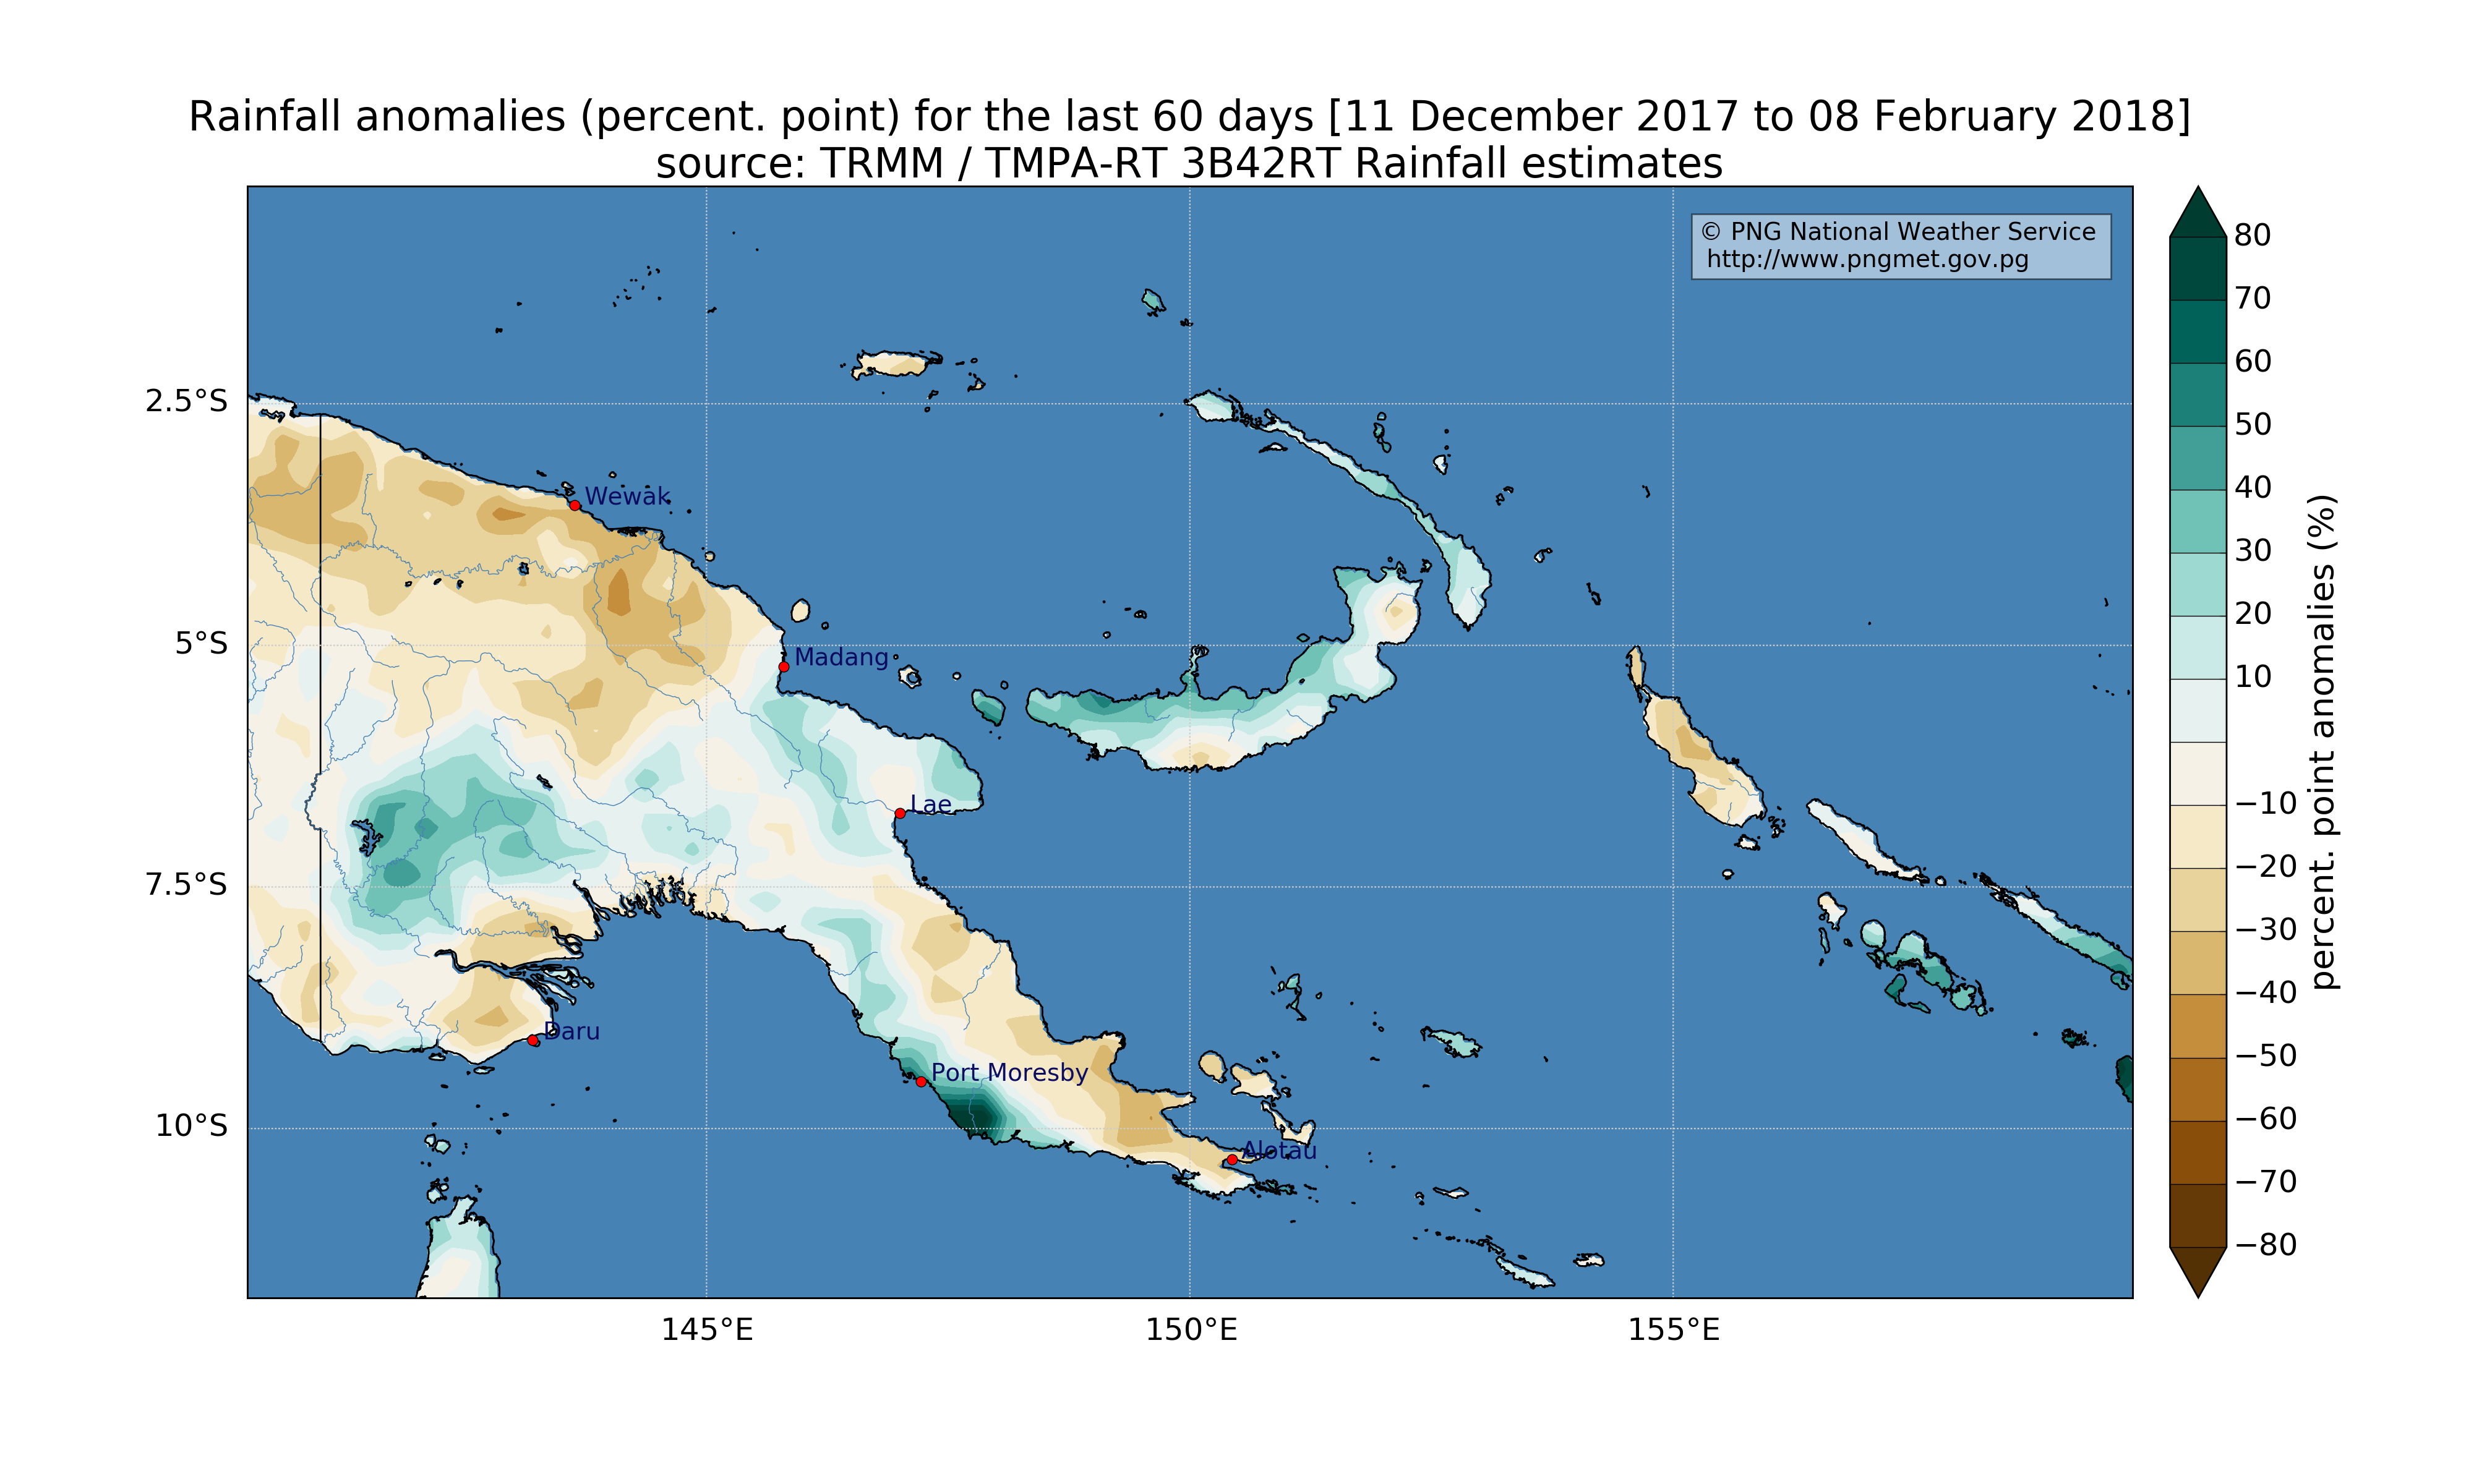 Rainfall anomalies (percent. point) for the last 60 days [11 December 2017 to 08 February 2018]
source: TRMM / TMPA-RT 3B42RT Rainfall estimates
© PNG National Weather Service
http://www.pngmet.gov.pg
2.5°S
5°S
7.5°S
10°S
145°E
150°E
155°E
Wewak
Madang
Lae
Daru
Port Moresby
Alotau
80
70
60
50
40
30
20
10
−10
−20
−30
−40
−50
−60
−70
−80
percent. point anomalies (%)